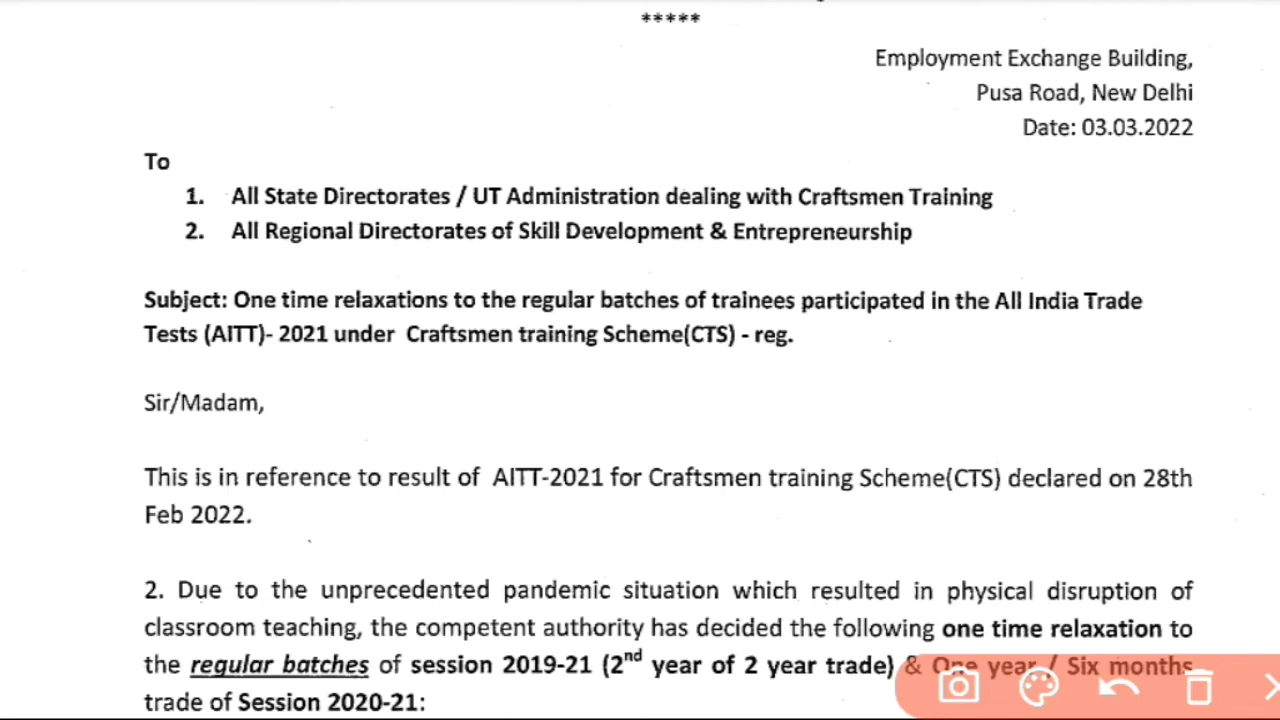 *****
Employment Exchange Building,
Pusa Road, New Delhi
Date: 03.03.2022
To
1. All State Directorates / UT Administration dealing with Craftsmen Training
2. All Regional Directorates of Skill Development & Entrepreneurship
Subject: One time relaxations to the regular batches of trainees participated in the All India Trade
Tests (AITT)- 2021 under Craftsmen training Scheme(CTS) - reg.
Sir/Madam,
This is in reference to result of AITT-2021 for Craftsmen training Scheme(CTS) declared on 28th
Feb 2022.
2. Due to the unprecedented pandemic situation which resulted in physical disruption of
classroom teaching, the competent authority has decided the following one time relaxation to
the regular batches of session 2019-21 (2nd year of 2 year trade) & One year / Six months
trade of Session 2020-21: